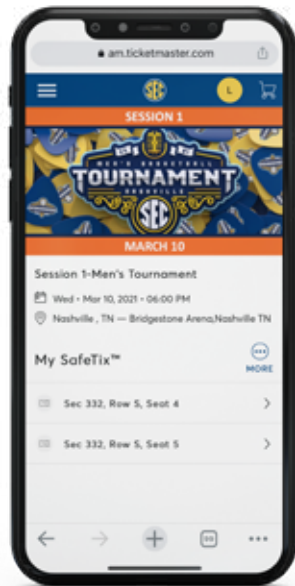 am.ticketmaster.com
SEC
L
SESSION 1
MEN'S BASKETBALL
TOURNAMENT
NASHVILLE
SEC
MARCH 10
Session 1-Men's Tournament
Wed • Mar 10, 2021 • 06:00 PM
Nashville , TN — Bridgestone Arena,Nashville TN
My SafeTix™
MORE
Sec 332, Row S, Seat 4
Sec 332, Row S, Seat 5